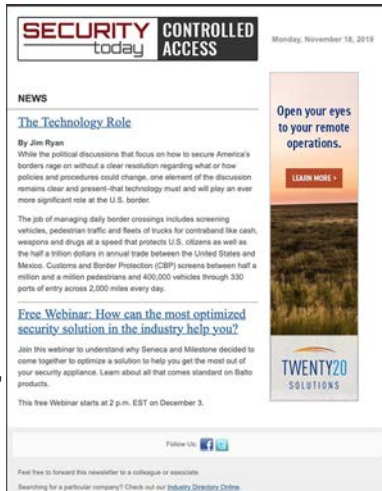 SECURITY today CONTROLLED ACCESS
Monday, November 18, 2019
NEWS
The Technology Role
By Jim Ryan
While the political discussions that focus on how to secure America's
borders rage on without a clear resolution regarding what or how
policies and procedures could change, one element of the discussion
remains clear and present–that technology must and will play an ever
more significant role at the U.S. border.
The job of managing daily border crossings includes screening
vehicles, pedestrian traffic and fleets of trucks for contraband like cash,
weapons and drugs at a speed that protects U.S. citizens as well as
the half a trillion dollars in annual trade between the United States and
Mexico. Customs and Border Protection (CBP) screens between half a
million and a million pedestrians and 400,000 vehicles through 330
ports of entry across 2,000 miles every day.
Free Webinar: How can the most optimized
security solution in the industry help you?
Join this webinar to understand why Seneca and Milestone decided to
come together to optimize a solution to help you get the most out of
your security appliance. Learn about all that comes standard on Balto
products.
This free Webinar starts at 2 p.m. EST on December 3.
Open your eyes
to your remote
operations.
LEARN MORE >
TWENTY20
SOLUTIONS
Follow Us:
Feel free to forward this newsletter to a colleague or associate.
Searching for a particular company? Check out our Industry Directory Online.